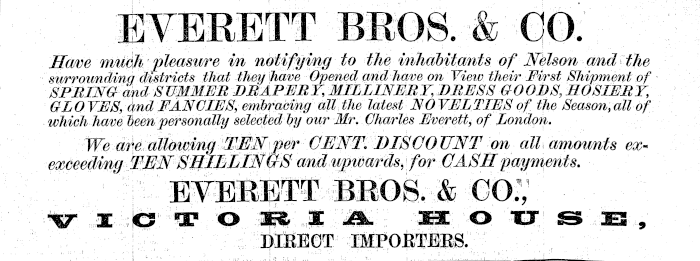 EVERETT BROS. & CO.
Have much pleasure in notifying to the inhabitants of Nelson and the
surrounding districts that they have Opened and have on View their First Shipment of
SPRING and SUMMER DRAPERY, MILLINERY, DRESS GOODS, HOSIERY,
GLOVES, and FANCIES, embracing all the latest NOVELTIES of the Season, all of
which have been personally selected by our Mr. Charles Everett, of London.
We are allowing TEN per CENT. DISCOUNT on all amounts ex-
exceeding TEN SHILLINGS and upwards, for CASH payments.
EVERETT BROS. & CO.,
VICTORIA HOUSE,
DIRECT IMPORTERS.